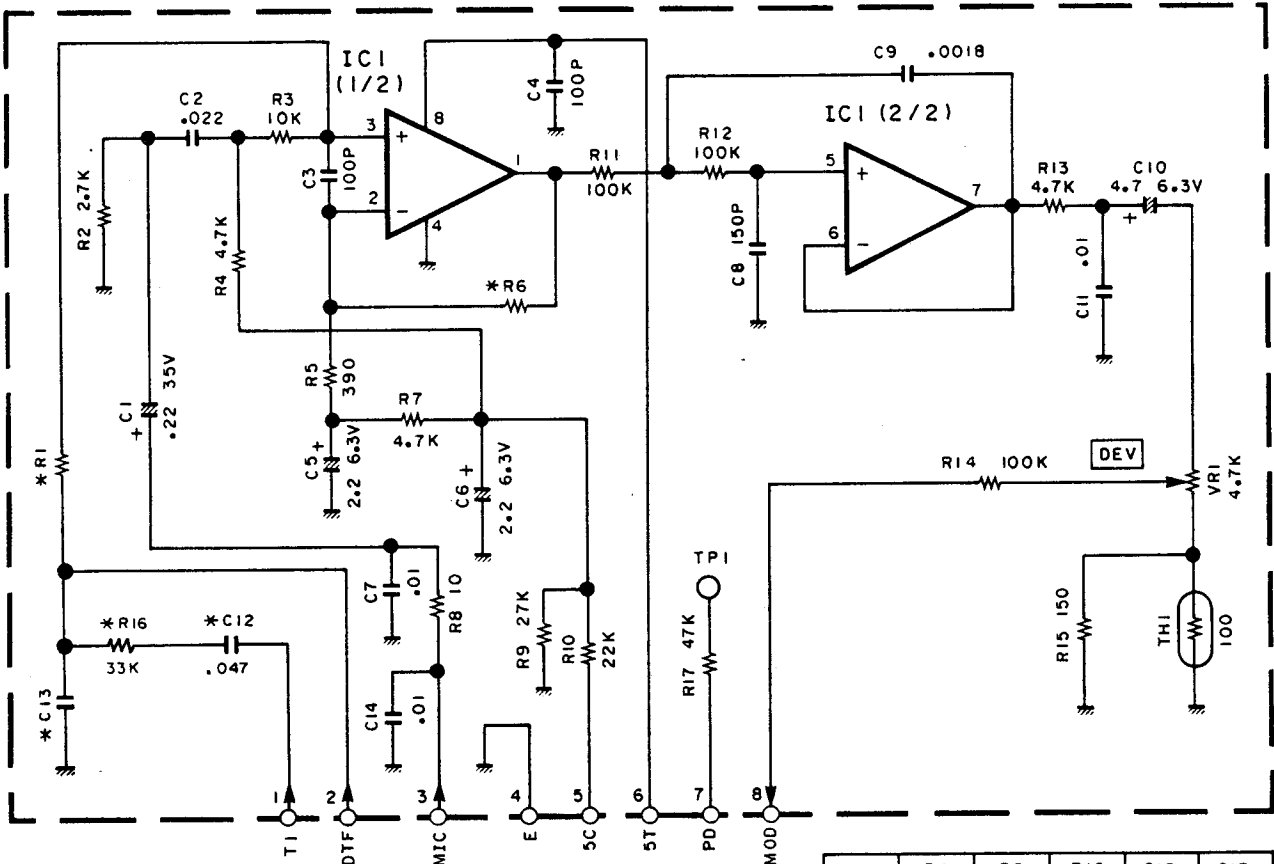 IC1
(1/2)
C2
.022
R3
10K
R2 2.7K
C3
100P
3
+
2
−
8
4
1
C4
100P
R11
100K
C9 .0018
R12
100K
IC1 (2/2)
C8 150P
5
+
6
−
7
R13
4.7K
C10
4.7 6.3V
+
C11 .01
R4 4.7K
*R6
C1
+
.22 35V
R5
390
R7
4.7K
C5 +
2.2 6.3V
C6 +
2.2 6.3V
*R1
R14 100K
DEV
VR1
4.7K
C7
.01
R8 10
TP1
R17 47K
R9 27K
R10
22K
*R16
33K
*C12
.047
*C13
C14
.01
R15 150
TH1
100
1
2
3
4
5
6
7
8
T1
DTF
MIC
E
5C
5T
PD
MOD